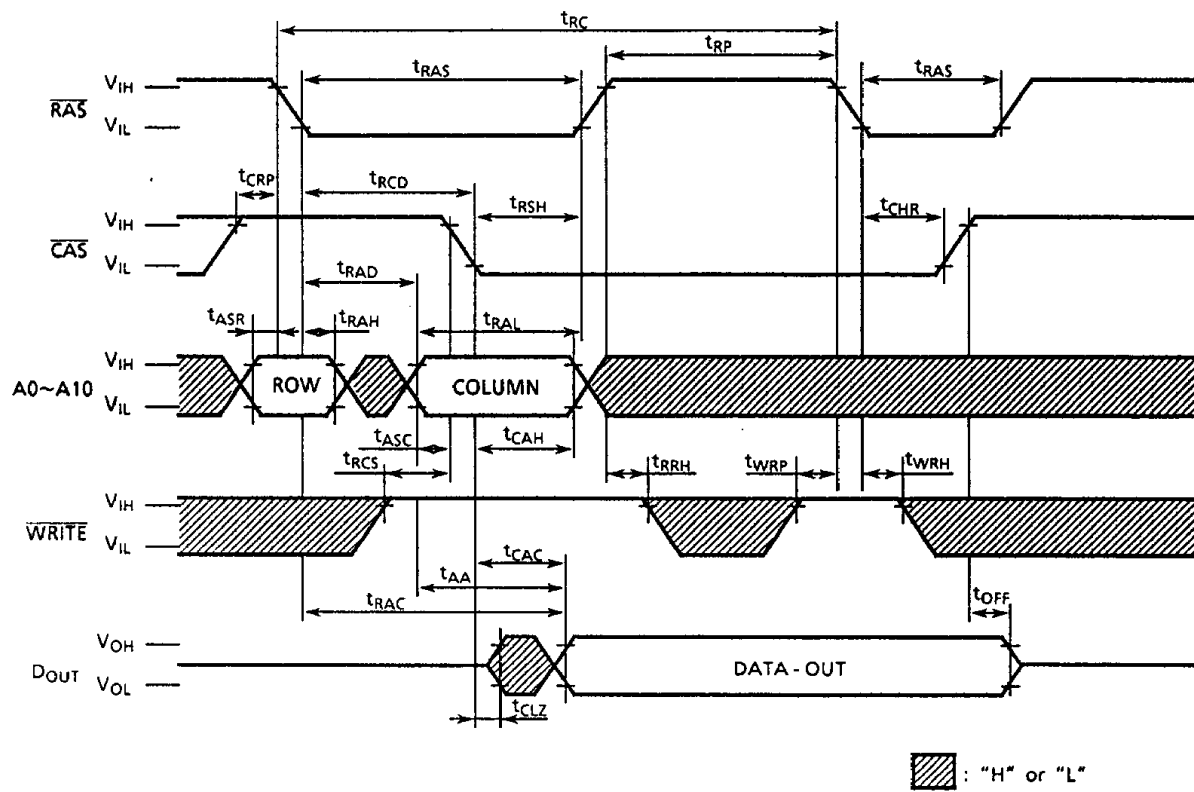 tRC
tRP
tRAS
tRAS
VIH
RAS
VIL
tCRP
tRCD
tRSH
tCHR
VIH
CAS
VIL
tRAD
tASR
tRAH
tRAL
VIH
A0~A10
ROW
COLUMN
VIL
tASC
tCAH
tRCS
tRRH
tWRP
tWRH
VIH
WRITE
VIL
tCAC
tAA
tRAC
tOFF
VOH
DOUT
DATA-OUT
VOL
tCLZ
: "H" or "L"